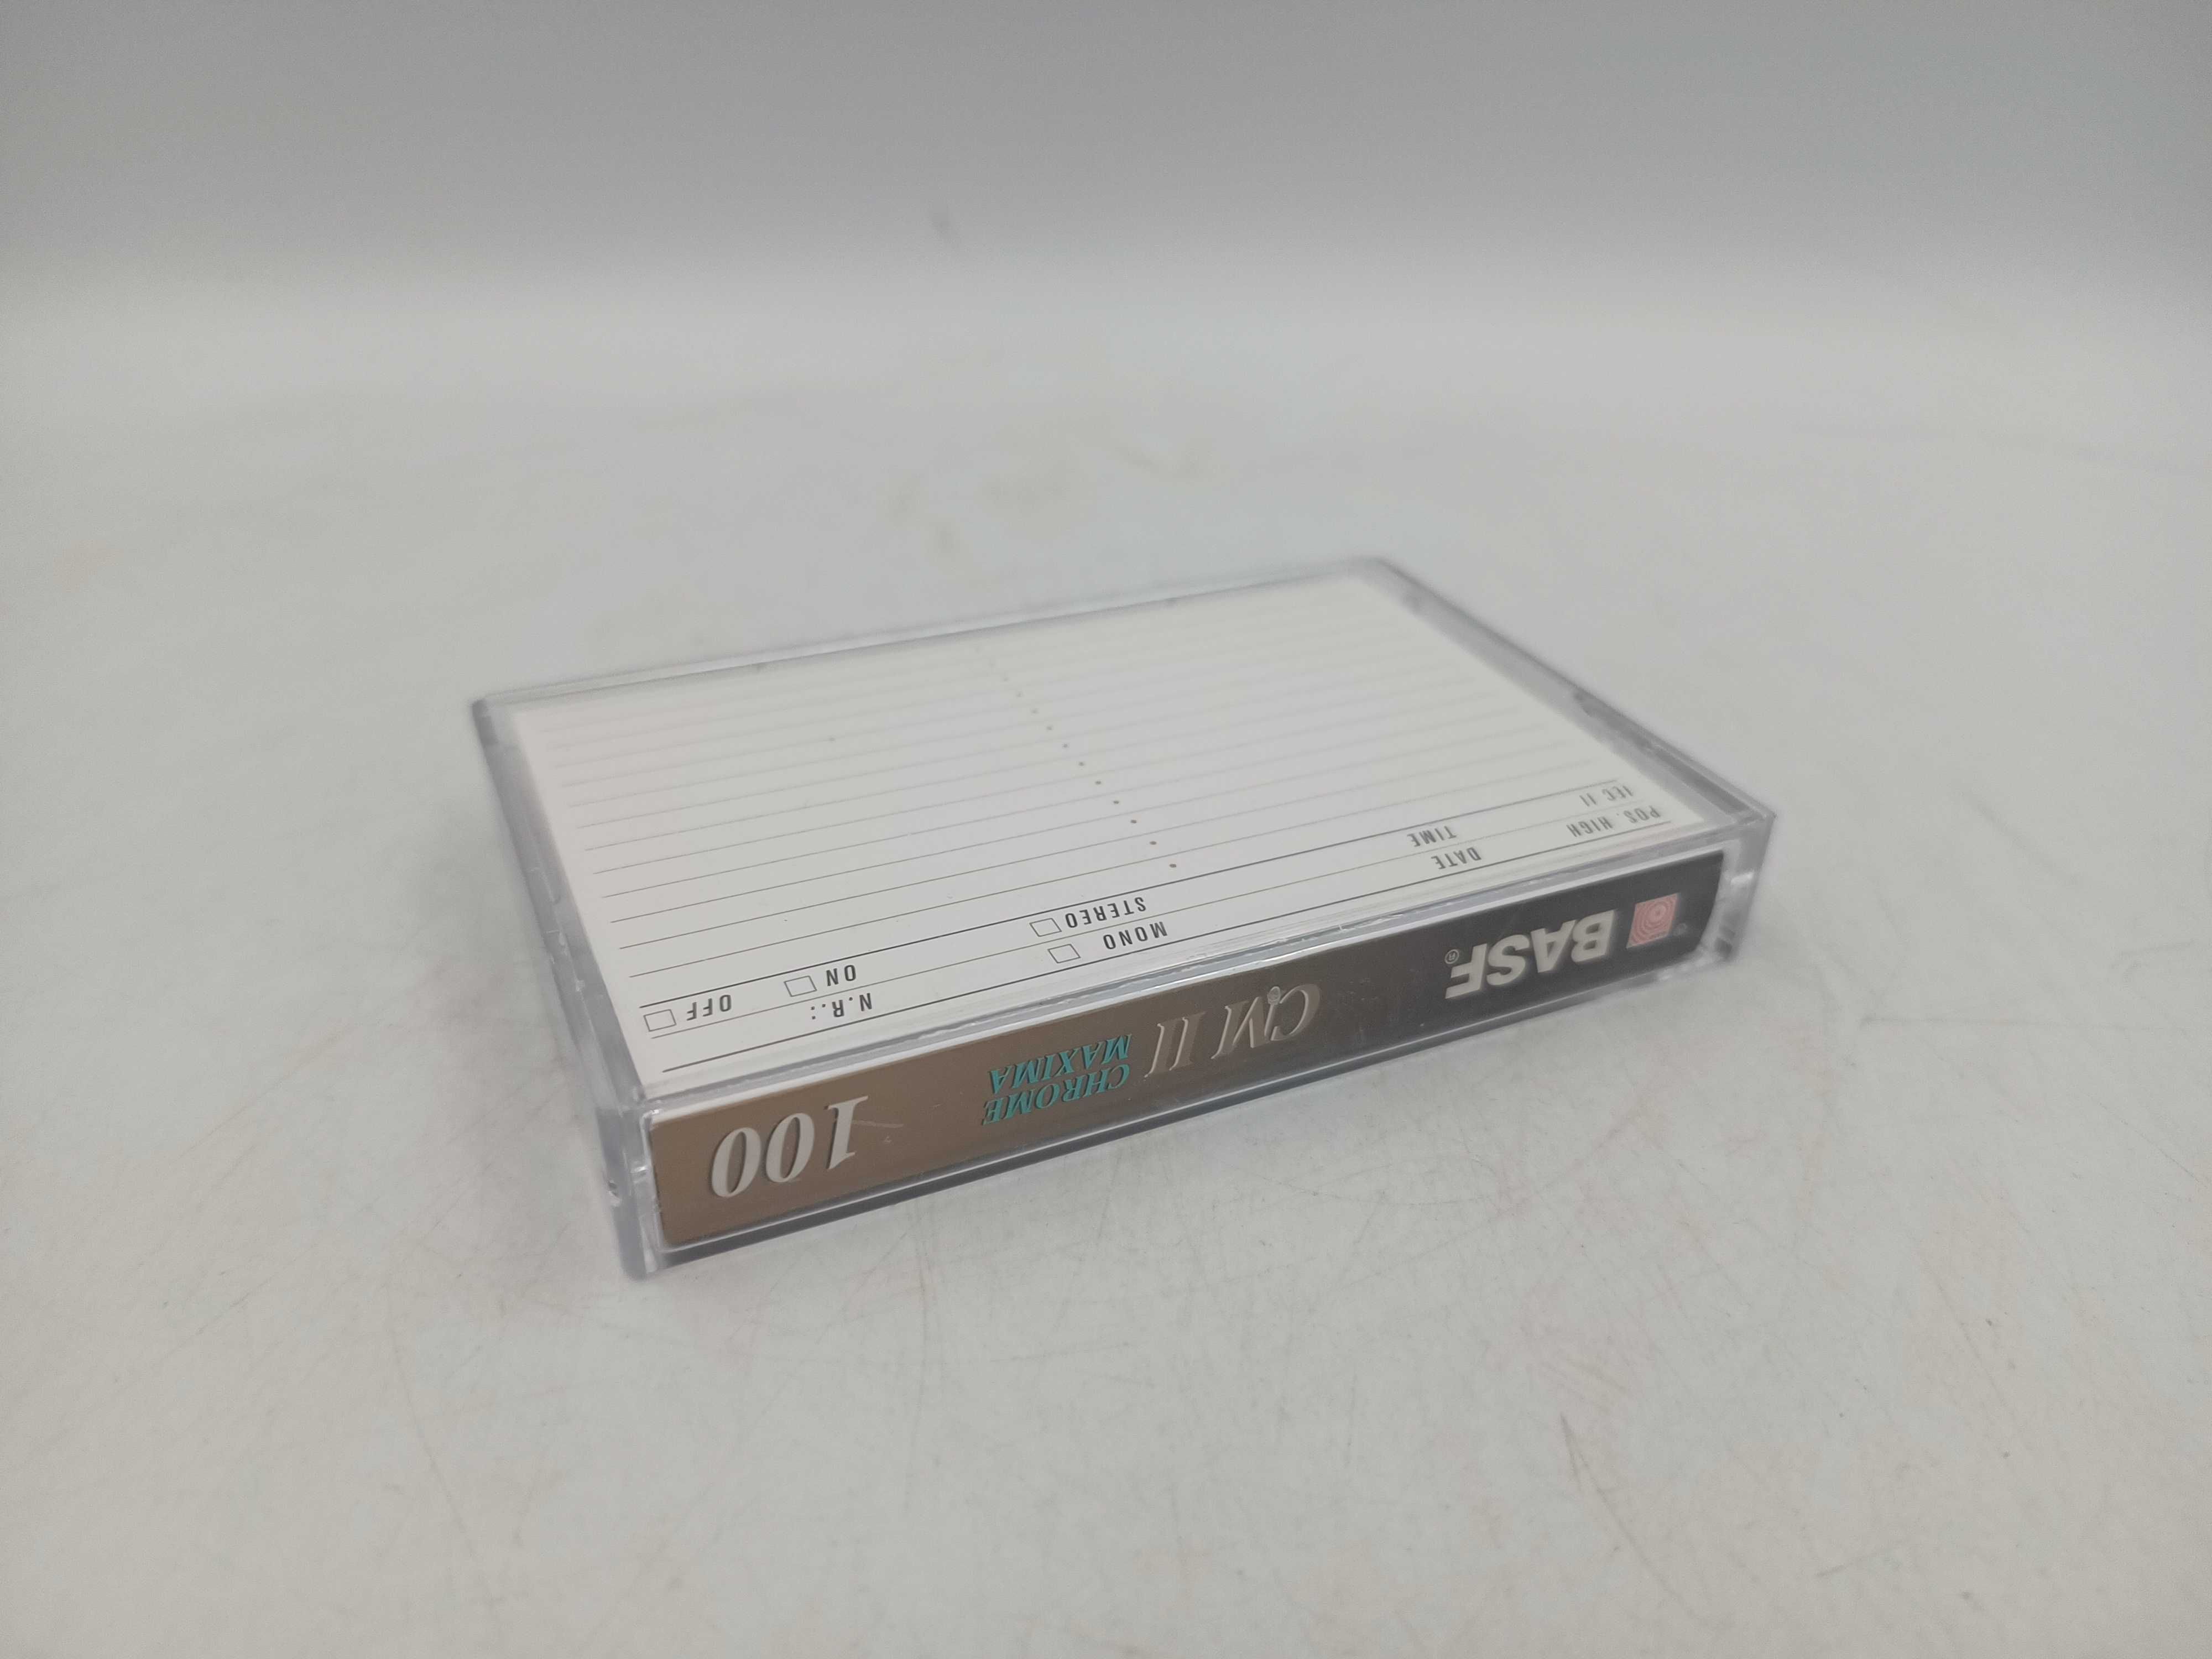 BASF®
CM II
CHROME
MAXIMA
100
POS. HIGH
DATE
MONO
N.R.:
IEC II
TIME
STEREO
ON
OFF